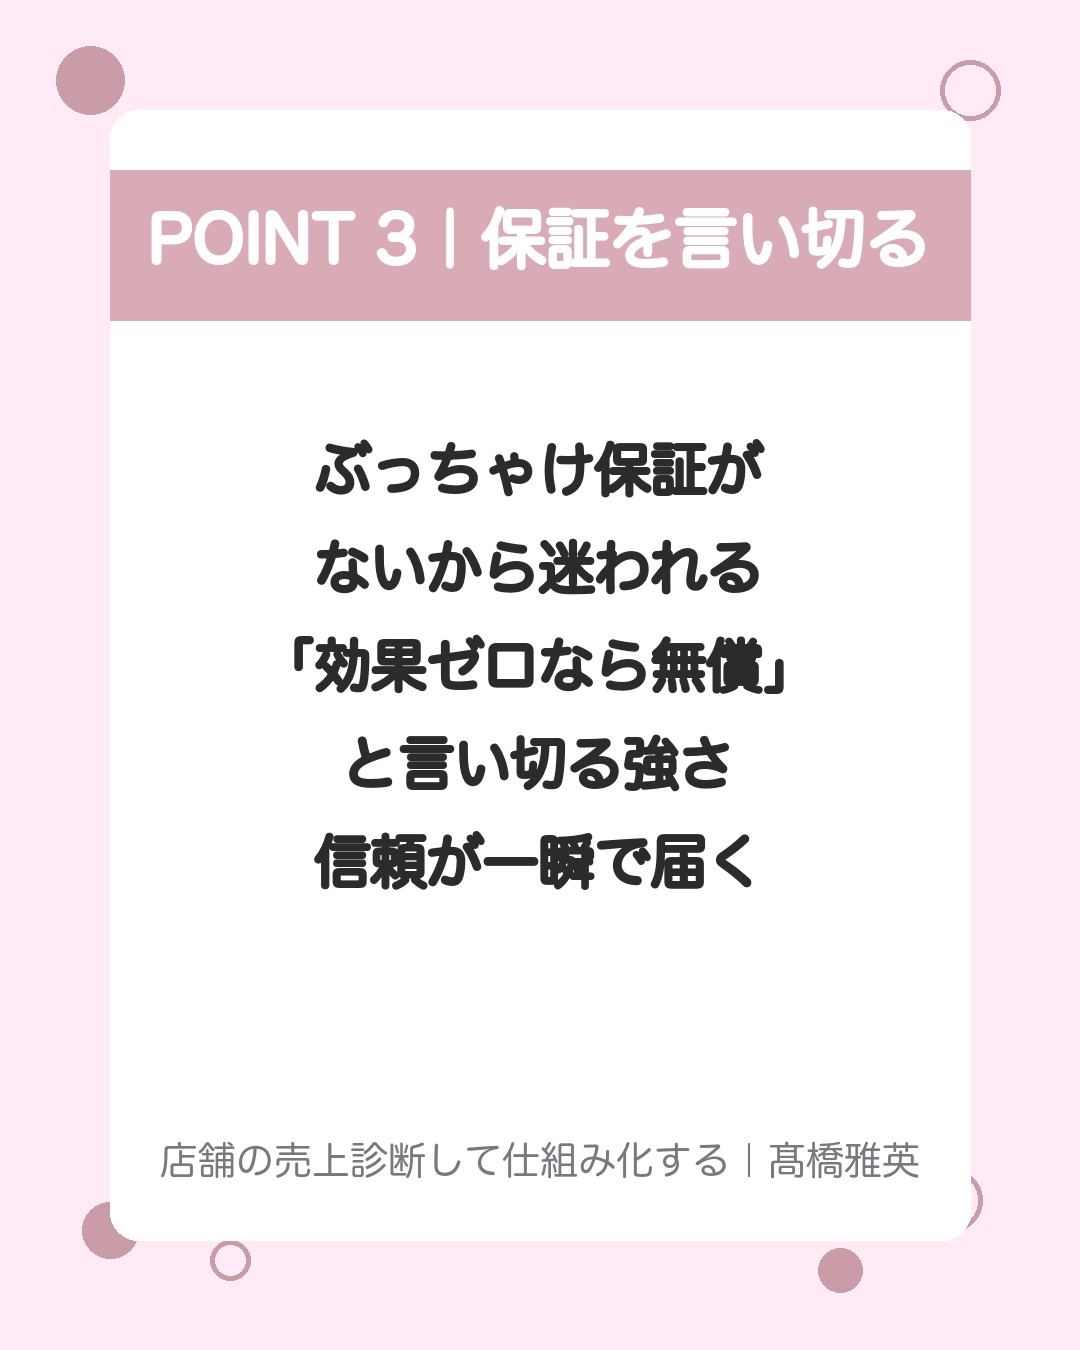 POINT 3｜保証を言い切る
ぶっちゃけ保証が
ないから迷われる
「効果ゼロなら無償」
と言い切る強さ
信頼が一瞬で届く
店舗の売上診断して仕組み化する｜髙橋雅英